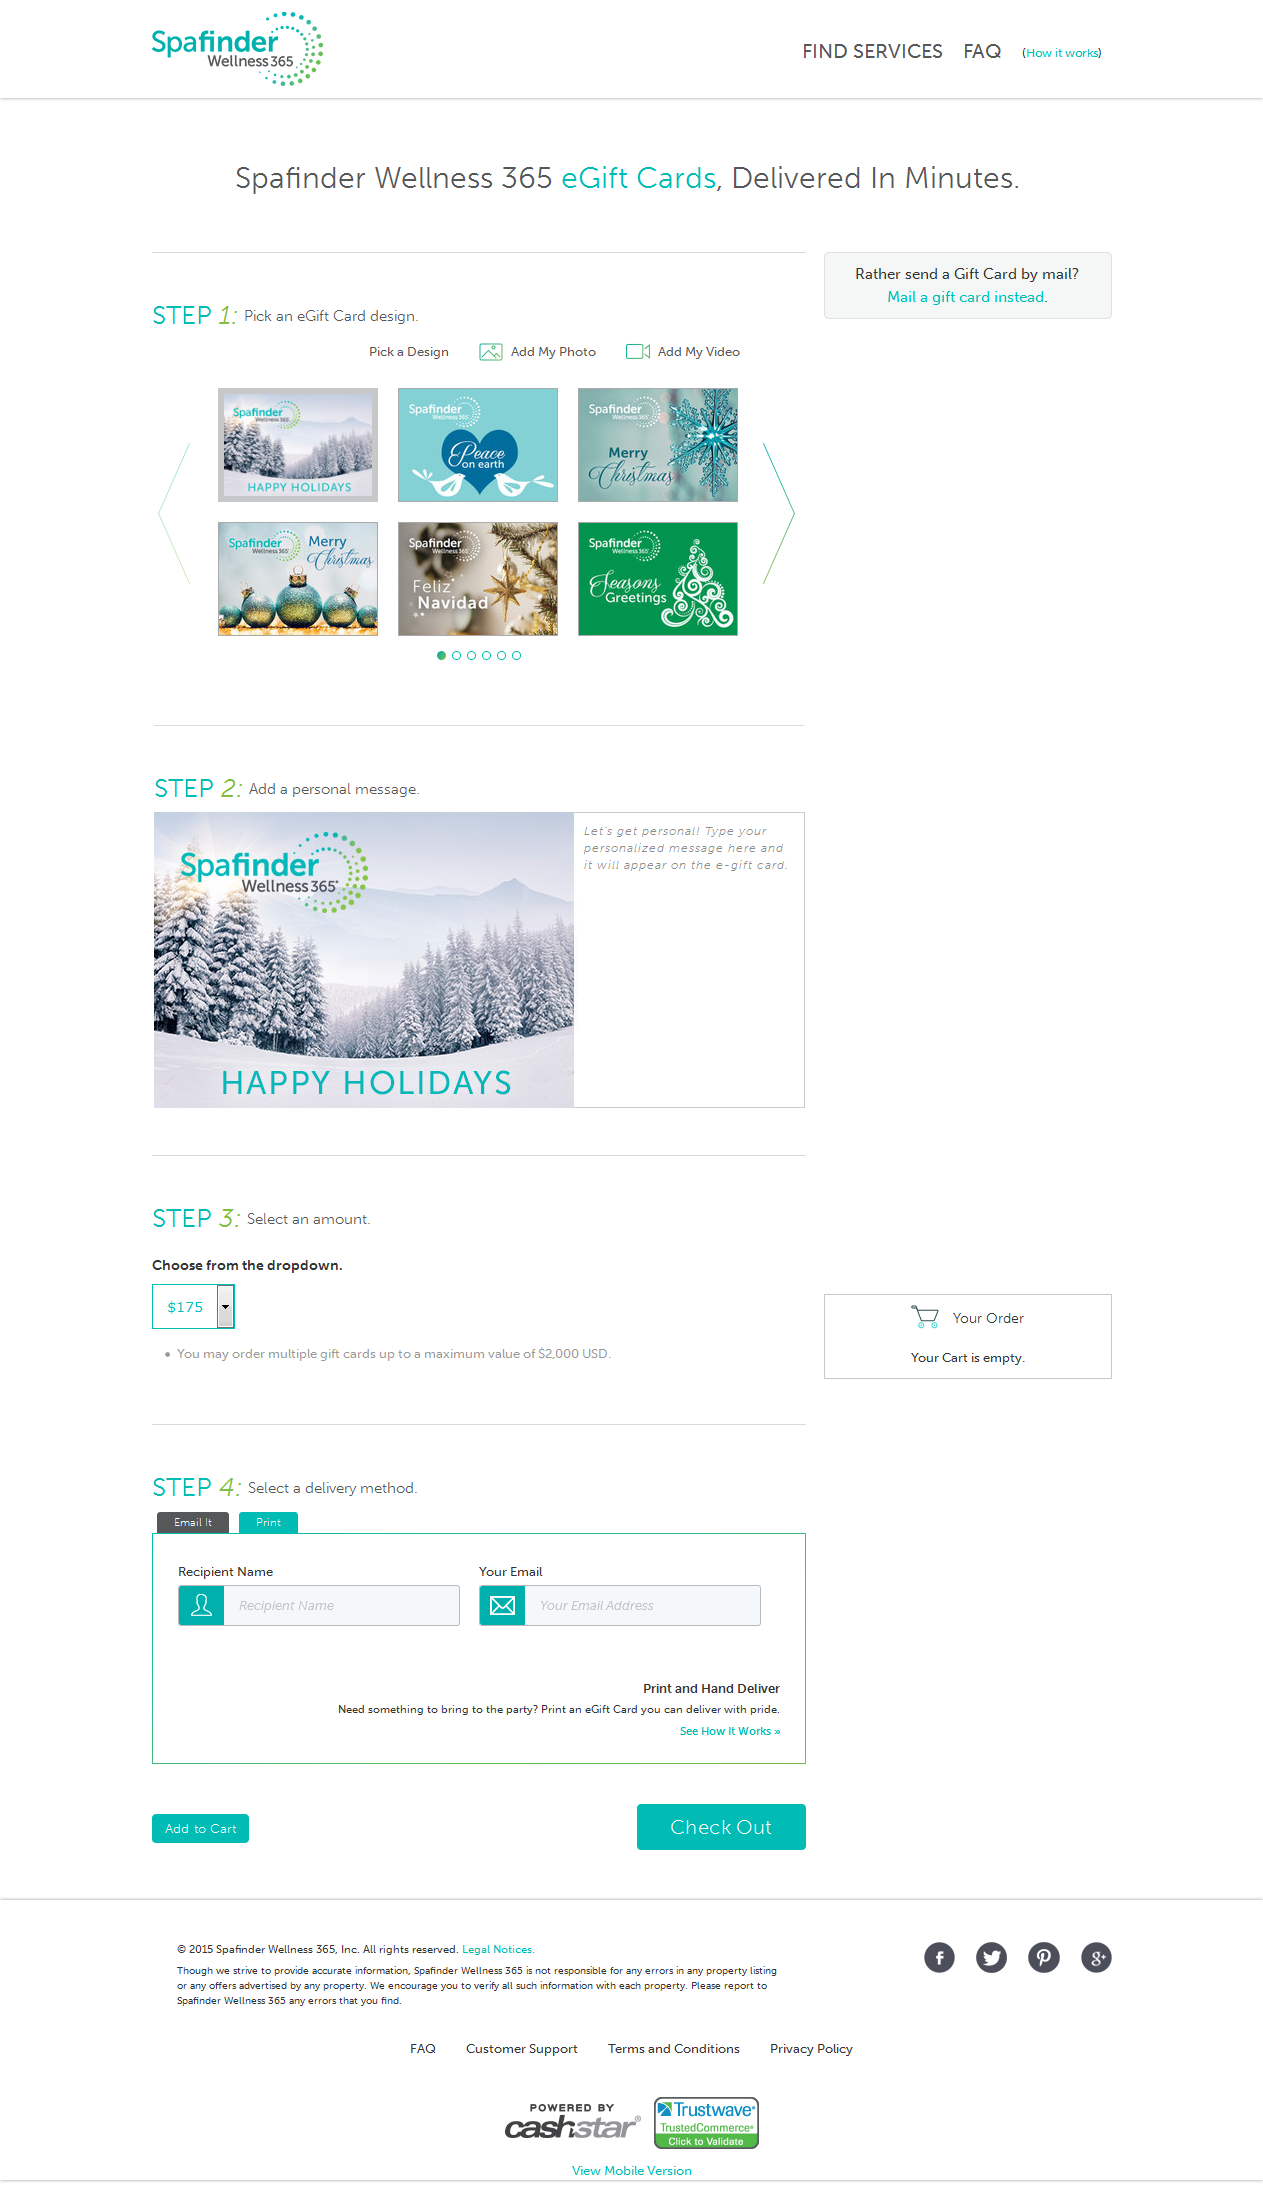 Spafinder
Wellness 365
FIND SERVICES FAQ (How it works)
Spafinder Wellness 365 eGift Cards, Delivered In Minutes.
Rather send a Gift Card by mail?
Mail a gift card instead.
STEP 1: Pick an eGift Card design.
Pick a Design Add My Photo Add My Video
Spafinder
Wellness 365
HAPPY HOLIDAYS
Spafinder
Wellness 365
Peace
on earth
Spafinder
Wellness 365
Merry
Christmas
Spafinder
Wellness 365
Merry
Christmas
Spafinder
Wellness 365
Feliz
Navidad
Spafinder
Wellness 365
Seasons
Greetings
STEP 2: Add a personal message.
Spafinder
Wellness 365
HAPPY HOLIDAYS
Let's get personal! Type your
personalized message here and
it will appear on the e-gift card.
STEP 3: Select an amount.
Choose from the dropdown.
$175
• You may order multiple gift cards up to a maximum value of $2,000 USD.
Your Order
Your Cart is empty.
STEP 4: Select a delivery method.
Email It Print
Recipient Name Your Email
Recipient Name Your Email Address
Print and Hand Deliver
Need something to bring to the party? Print an eGift Card you can deliver with pride.
See How It Works »
Add to Cart Check Out
© 2015 Spafinder Wellness 365, Inc. All rights reserved. Legal Notices.
Though we strive to provide accurate information, Spafinder Wellness 365 is not responsible for any errors in any property listing
or any offers advertised by any property. We encourage you to verify all such information with each property. Please report to
Spafinder Wellness 365 any errors that you find.
FAQ Customer Support Terms and Conditions Privacy Policy
POWERED BY
cashstar®
Trustwave®
TrustedCommerce®
Click to Validate
View Mobile Version